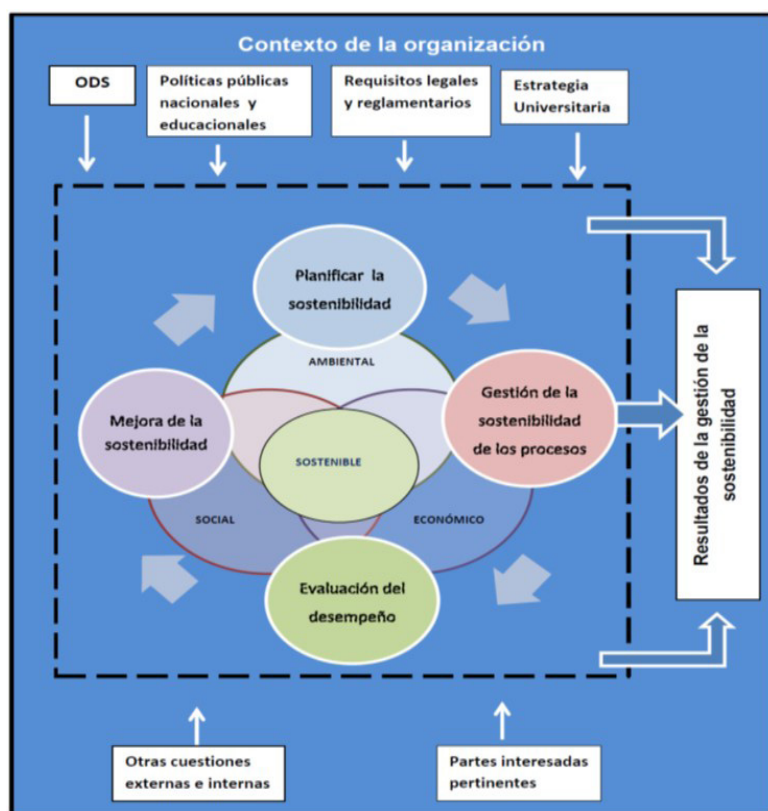 Contexto de la organización
ODS
Políticas públicas
nacionales y
educacionales
Requisitos legales
y reglamentarios
Estrategia
Universitaria
Planificar la
sostenibilidad
AMBIENTAL
Mejora de la
sostenibilidad
Gestión de la
sostenibilidad
de los procesos
SOSTENIBLE
SOCIAL
ECONÓMICO
Evaluación del
desempeño
Resultados de la gestión de la
sostenibilidad
Otras cuestiones
externas e internas
Partes interesadas
pertinentes